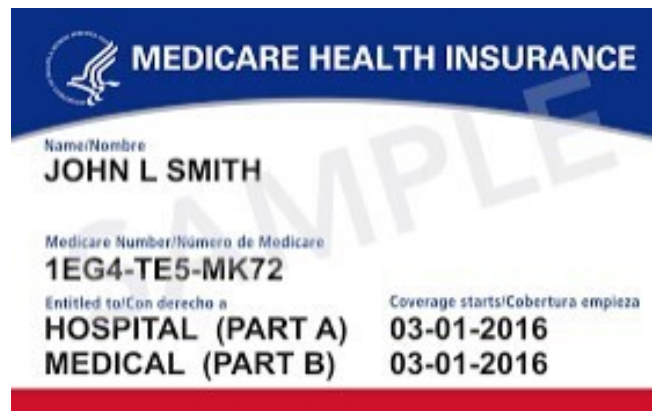 MEDICARE HEALTH INSURANCE
Name/Nombre
JOHN L SMITH
Medicare Number/Número de Medicare
1EG4-TE5-MK72
Entitled to/Con derecho a Coverage starts/Cobertura empieza
HOSPITAL (PART A) 03-01-2016
MEDICAL (PART B) 03-01-2016
SAMPLE